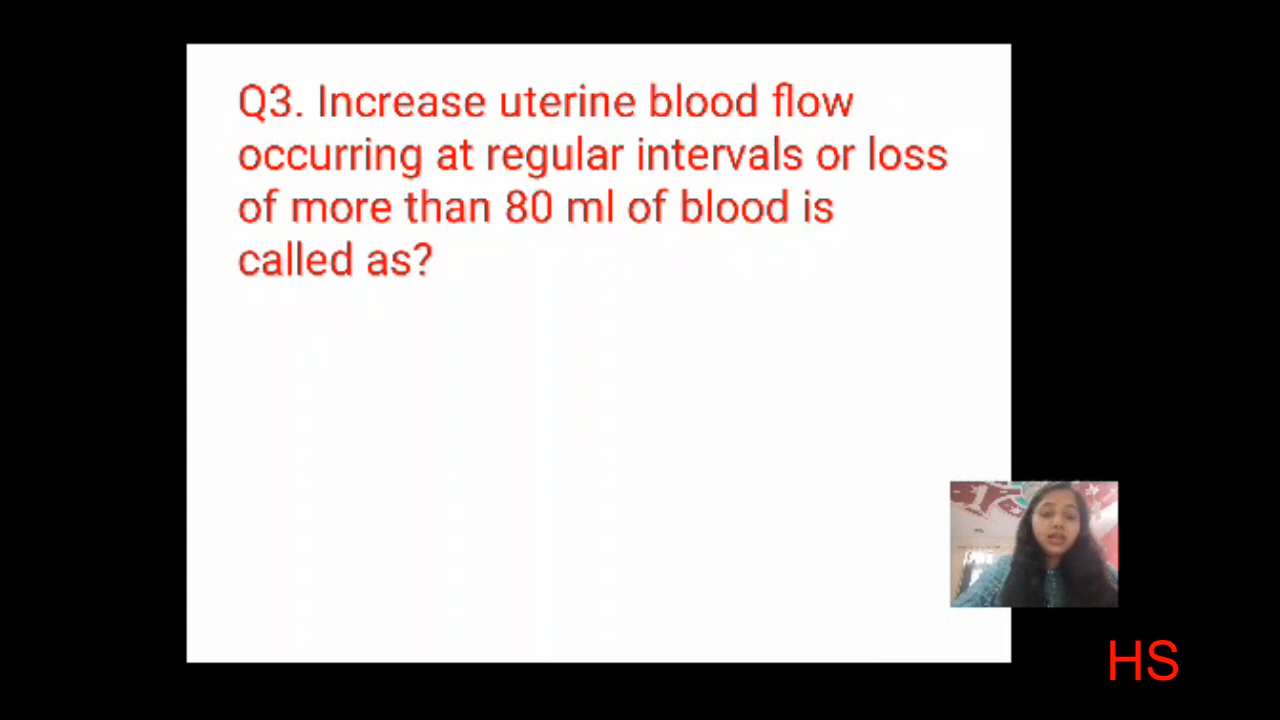 Q3. Increase uterine blood flow
occurring at regular intervals or loss
of more than 80 ml of blood is
called as?
HS